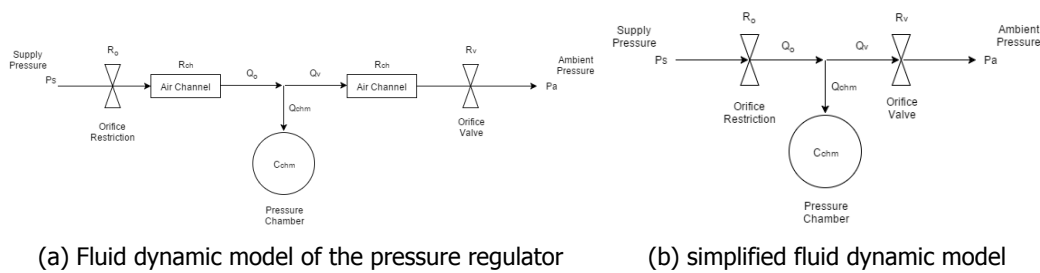 Supply
Pressure
Ps
Ro
Orifice
Restriction
Rch
Air Channel
Qo
Qv
Qchm
Cchm
Pressure
Chamber
Rch
Air Channel
Rv
Orifice
Valve
Ambient
Pressure
Pa
(a) Fluid dynamic model of the pressure regulator
Supply
Pressure
Ps
Ro
Orifice
Restriction
Qo
Qv
Qchm
Cchm
Pressure
Chamber
Rv
Orifice
Valve
Ambient
Pressure
Pa
(b) simplified fluid dynamic model